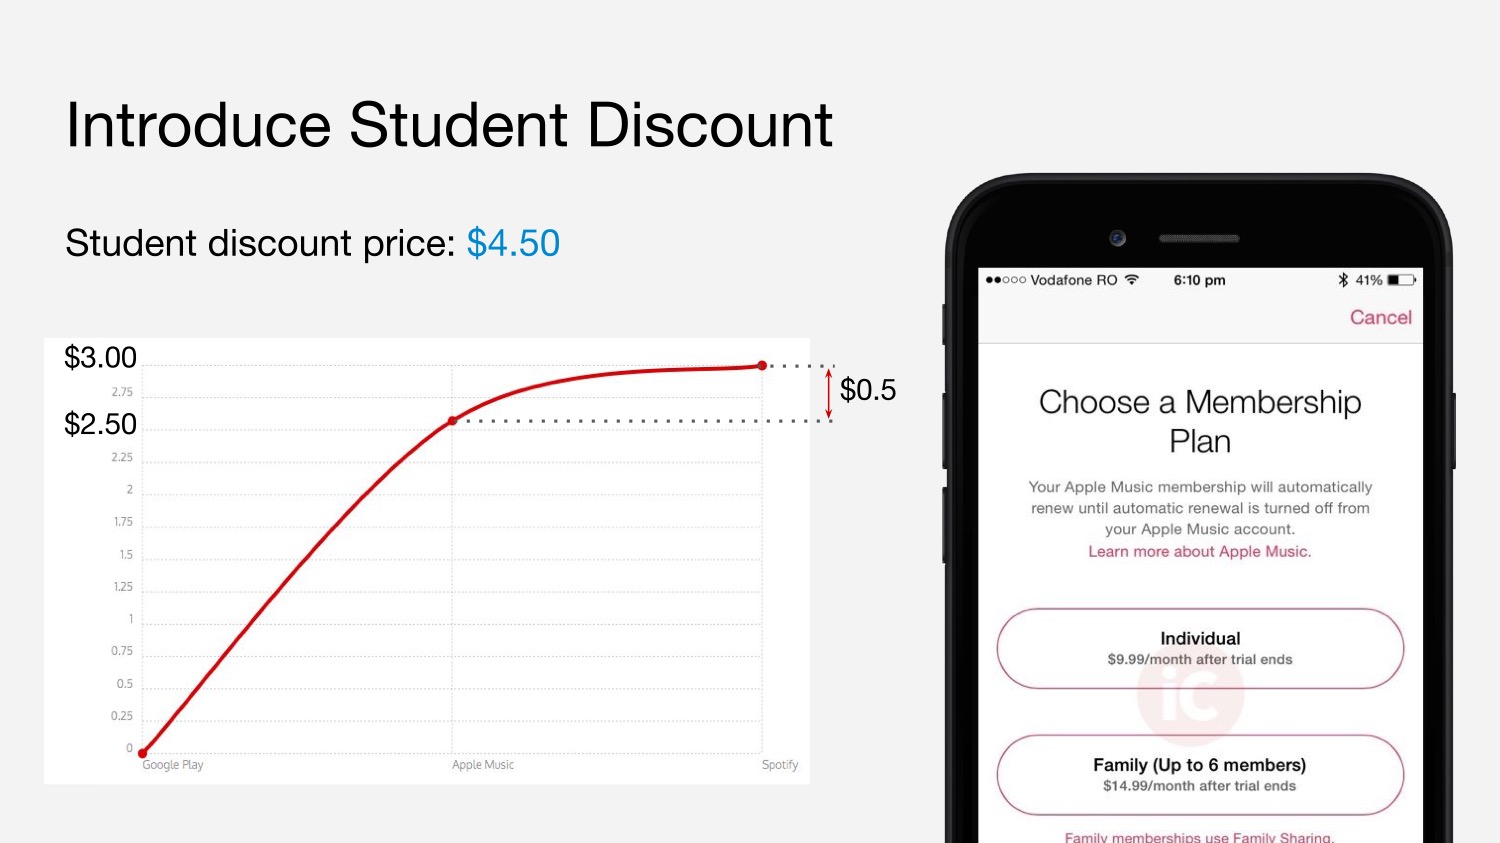 Introduce Student Discount
Student discount price: $4.50
$3.00
2.75
$2.50
2.25
2
1.75
1.5
1.25
1
0.75
0.5
0.25
0
Google Play
Apple Music
Spotify
$0.5
Vodafone RO
6:10 pm
41%
Cancel
Choose a Membership
Plan
Your Apple Music membership will automatically
renew until automatic renewal is turned off from
your Apple Music account.
Learn more about Apple Music.
Individual
$9.99/month after trial ends
iC
Family (Up to 6 members)
$14.99/month after trial ends
Family memberships use Family Sharing.